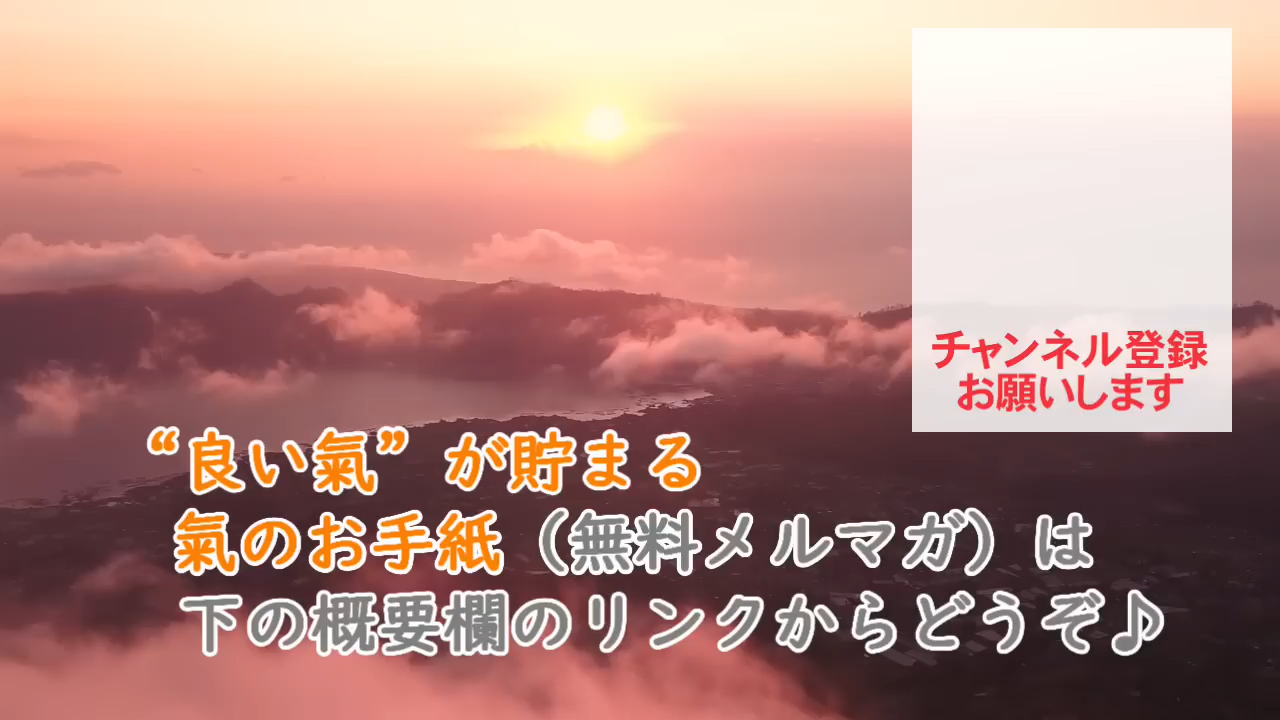 チャンネル登録
お願いします
“良い氣”が貯まる
氣のお手紙（無料メルマガ）は
下の概要欄のリンクからどうぞ♪